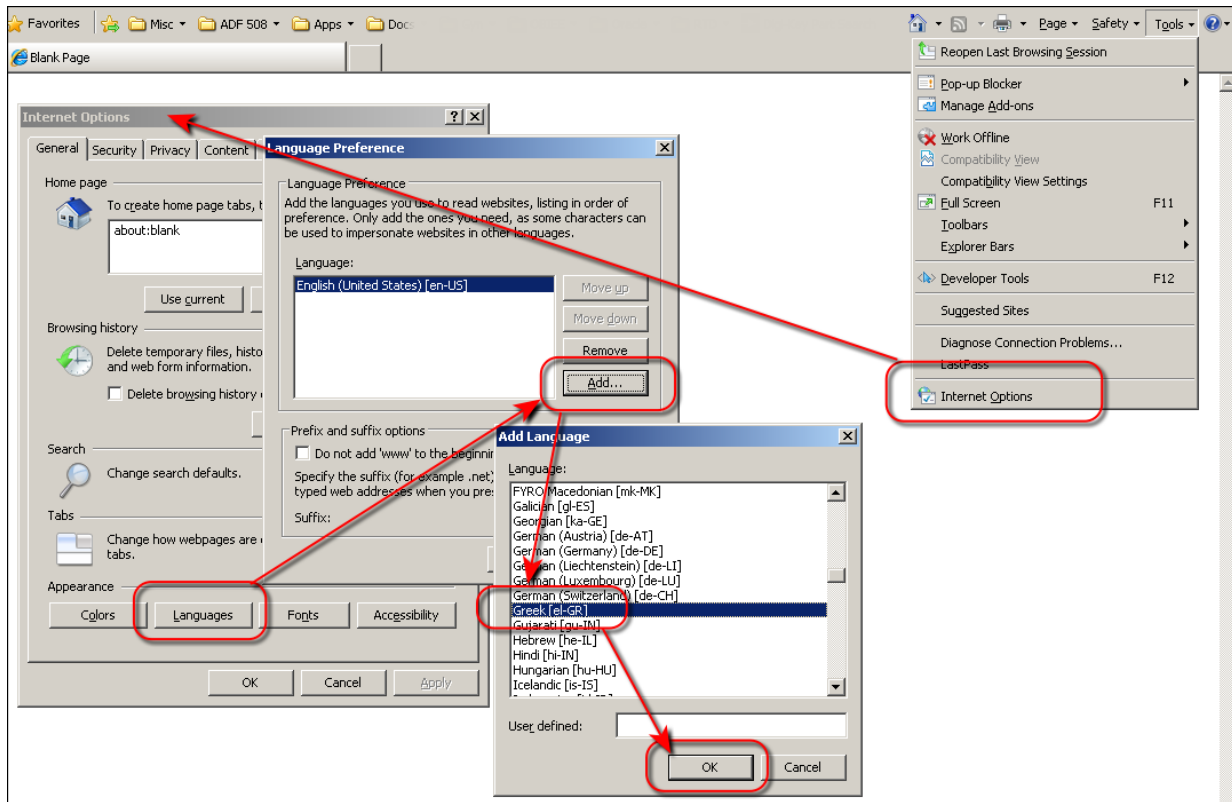 Favorites Misc ADF 508 Apps Docs
Page Safety Tools
Blank Page
Reopen Last Browsing Session
Pop-up Blocker
Manage Add-ons
Work Offline
Compatibility View
Compatibility View Settings
Full Screen F11
Toolbars
Explorer Bars
Developer Tools F12
Suggested Sites
Diagnose Connection Problems...
LastPass
Internet Options
Internet Options
General Security Privacy Content
Home page
To create home page tabs, t
about:blank
Use current
Browsing history
Delete temporary files, histo
and web form information.
Delete browsing history
Search
Change search defaults.
Tabs
Change how webpages are
tabs.
Appearance
Colors Languages Fonts Accessibility
OK Cancel Apply
Language Preference
Language Preference
Add the languages you use to read websites, listing in order of
preference. Only add the ones you need, as some characters can
be used to impersonate websites in other languages.
Language:
English (United States) [en-US]
Move up
Move down
Remove
Add...
Prefix and suffix options
Do not add 'www' to the beginnin
Specify the suffix (for example .net)
typed web addresses when you pre
Suffix:
Add Language
Language:
FYRO Macedonian [mk-MK]
Galician [gl-ES]
Georgian [ka-GE]
German (Austria) [de-AT]
German (Germany) [de-DE]
German (Liechtenstein) [de-LI]
German (Luxembourg) [de-LU]
German (Switzerland) [de-CH]
Greek [el-GR]
Gujarati [gu-IN]
Hebrew [he-IL]
Hindi [hi-IN]
Hungarian [hu-HU]
Icelandic [is-IS]
User defined:
OK Cancel